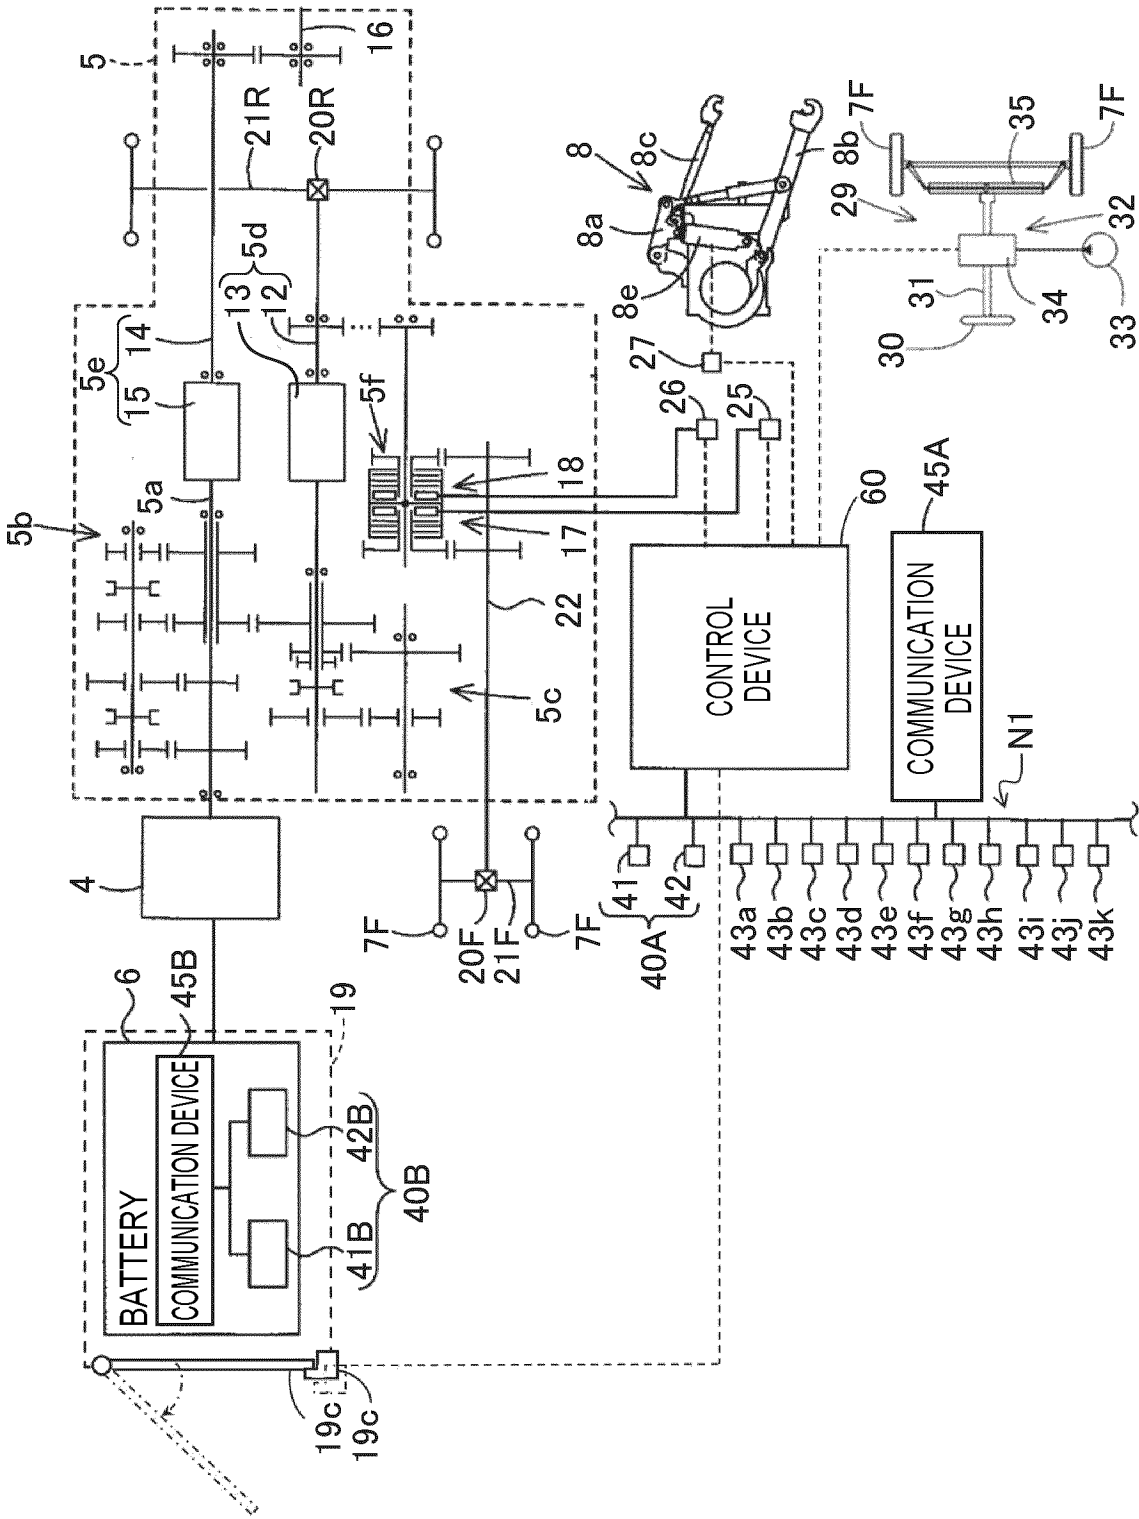 5
16
21R
20R
5d
13
12
5e
14
15
5f
5a
5b
18
17
22
5c
8
8c
8a
8b
8e
27
26
25
7F
35
7F
29
32
31
34
30
33
60
45A
CONTROL
DEVICE
COMMUNICATION
DEVICE
N1
4
7F
20F
21F
7F
41
42
40A
43a
43b
43c
43d
43e
43f
43g
43h
43i
43j
43k
6
45B
19
BATTERY
COMMUNICATION DEVICE
42B
41B
40B
19c
19c